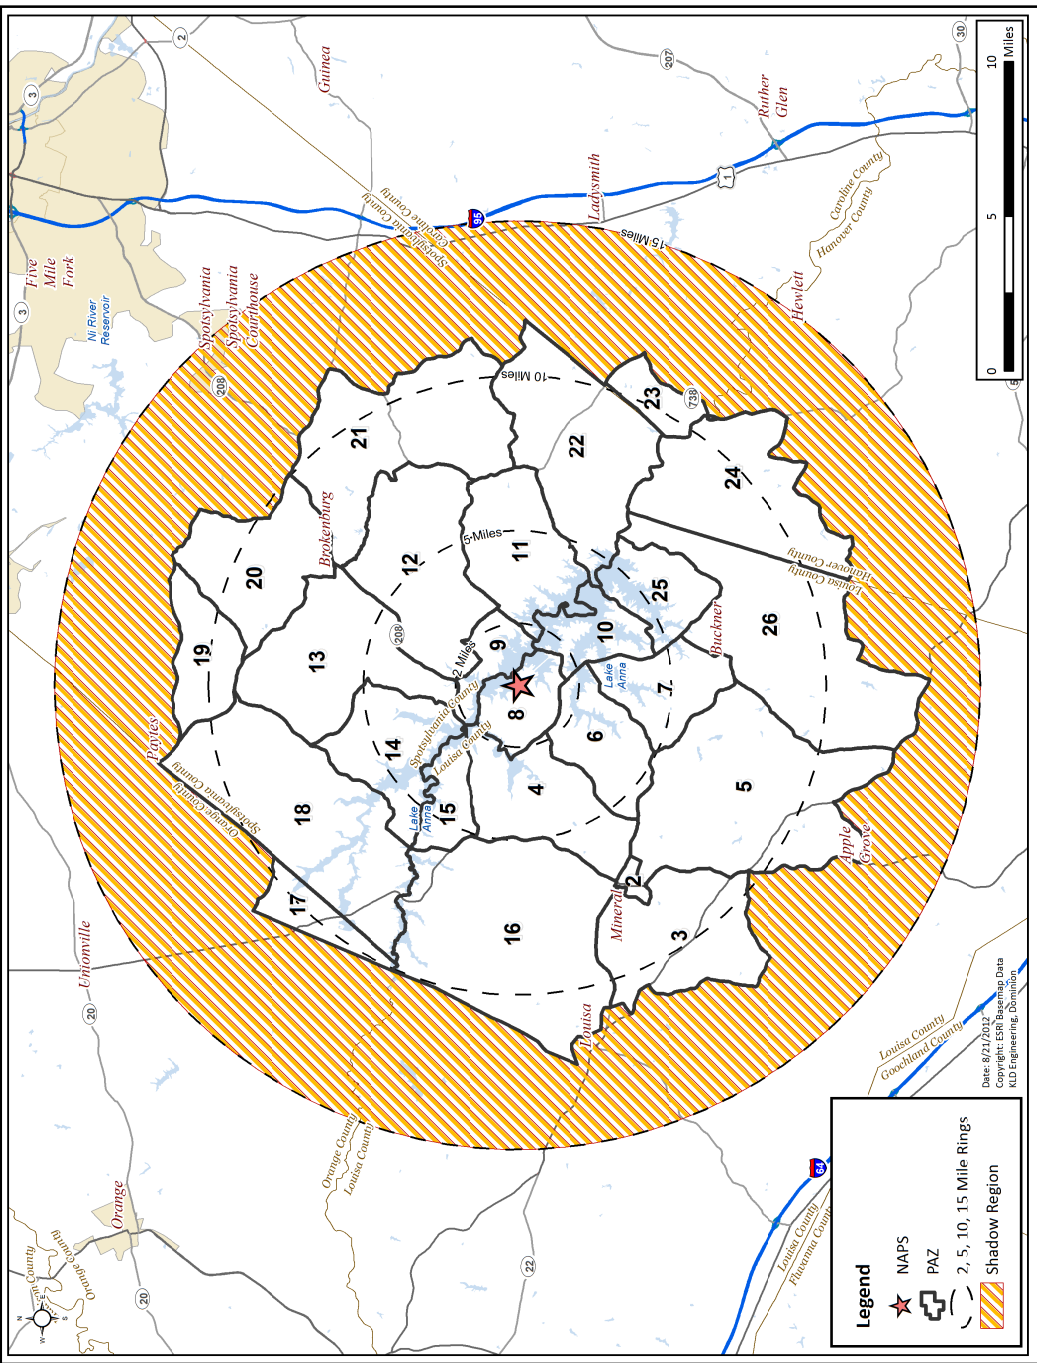 Unionville
Paytes
Orange
20
20
22
20
Five
Mile
Fork
Ni River
Reservoir
3
3
2
Guinea
Spotsylvania
Spotsylvania
Courthouse
208
Spotsylvania County
Caroline County
95
Ladysmith
1
207
Ruther
Glen
30
Caroline County
Hanover County
Hewlett
738
Orange County
Spotsylvania County
Orange County
Louisa County
Orange County
Brokenburg
208
Spotsylvania County
Louisa County
Lake
Anna
Lake
Anna
2 Miles
5 Miles
10 Miles
15 Miles
2
3
4
5
6
7
8
9
10
11
12
13
14
15
16
17
18
19
20
21
22
23
24
25
26
Mineral
Louisa
Buckner
Apple
Grove
Louisa County
Hanover County
Louisa County
Goochland County
Louisa County
Fluvanna County
64
N
W
E
S
Legend
NAPS
PAZ
2, 5, 10, 15 Mile Rings
Shadow Region
Date: 8/21/2012
Copyright: ESRI Basemap Data
KLD Engineering, Dominion
0
5
10
Miles